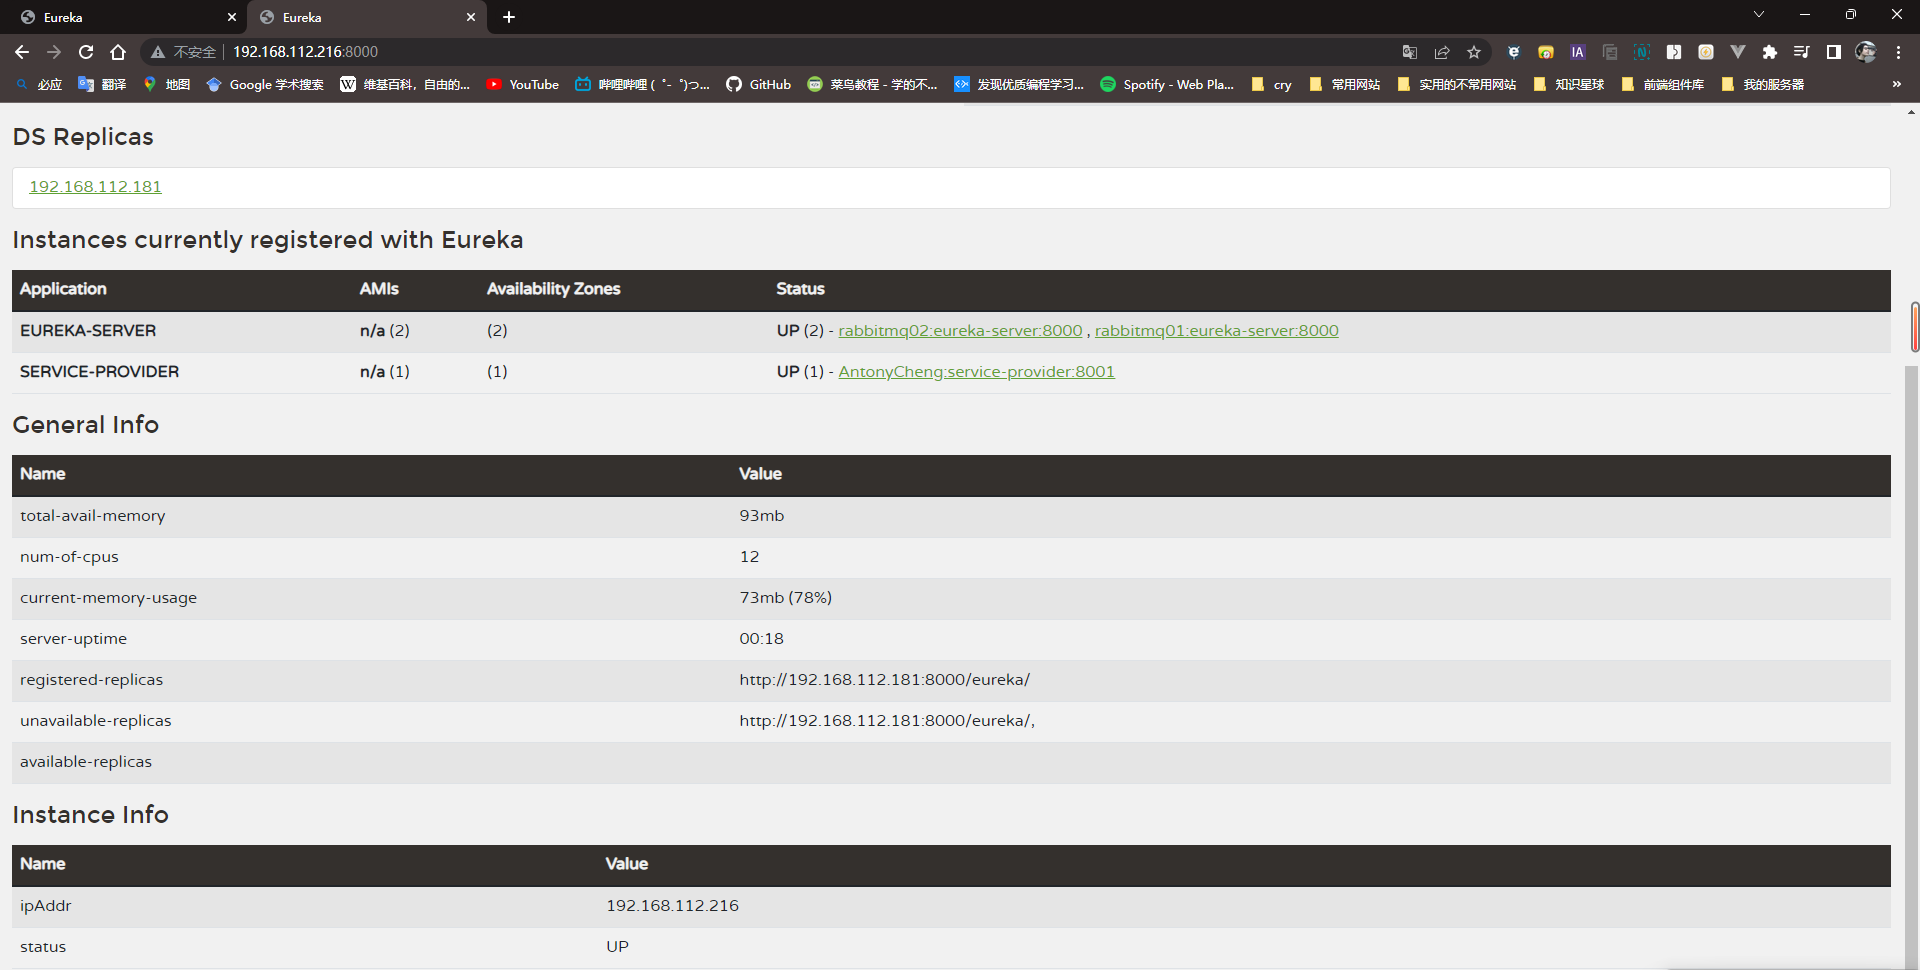 Eureka
Eureka
不安全 192.168.112.216:8000
必应 翻译 地图 Google 学术搜索 维基百科，自由的... YouTube 哔哩哔哩 ( ゜- ゜)つ... GitHub 菜鸟教程 - 学的不... 发现优质编程学习... Spotify - Web Pla... cry 常用网站 实用的不常用网站 知识星球 前端组件库 我的服务器 »
DS Replicas
192.168.112.181
Instances currently registered with Eureka
Application AMIs Availability Zones Status
EUREKA-SERVER n/a (2) (2) UP (2) - rabbitmq02:eureka-server:8000 , rabbitmq01:eureka-server:8000
SERVICE-PROVIDER n/a (1) (1) UP (1) - AntonyCheng:service-provider:8001
General Info
Name Value
total-avail-memory 93mb
num-of-cpus 12
current-memory-usage 73mb (78%)
server-uptime 00:18
registered-replicas http://192.168.112.181:8000/eureka/
unavailable-replicas http://192.168.112.181:8000/eureka/,
available-replicas
Instance Info
Name Value
ipAddr 192.168.112.216
status UP